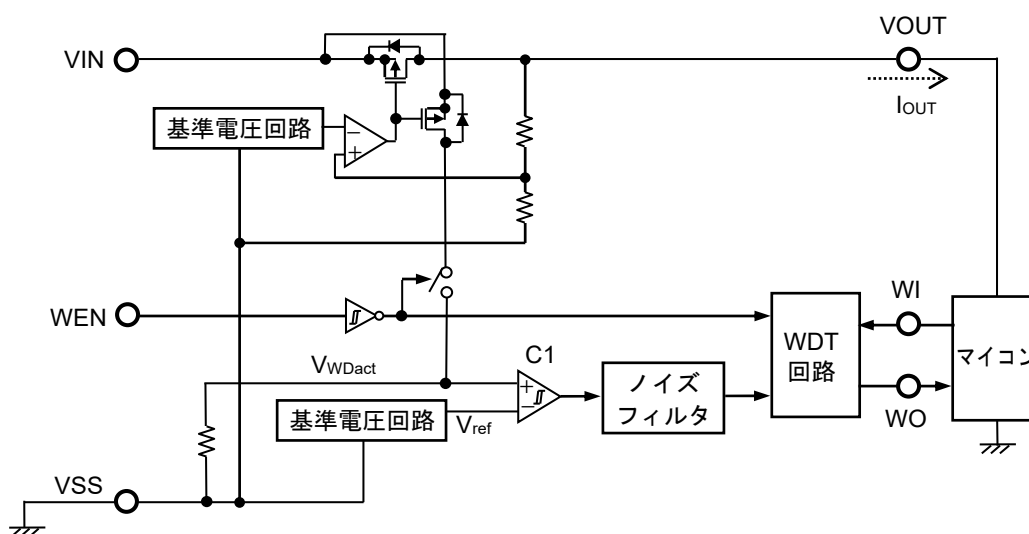 VOUT
VIN
IOUT
基準電圧回路
−
+
WEN
WDT
回路
WI
マイコン
WO
VWDact
C1
+
−
ノイズ
フィルタ
基準電圧回路
Vref
VSS